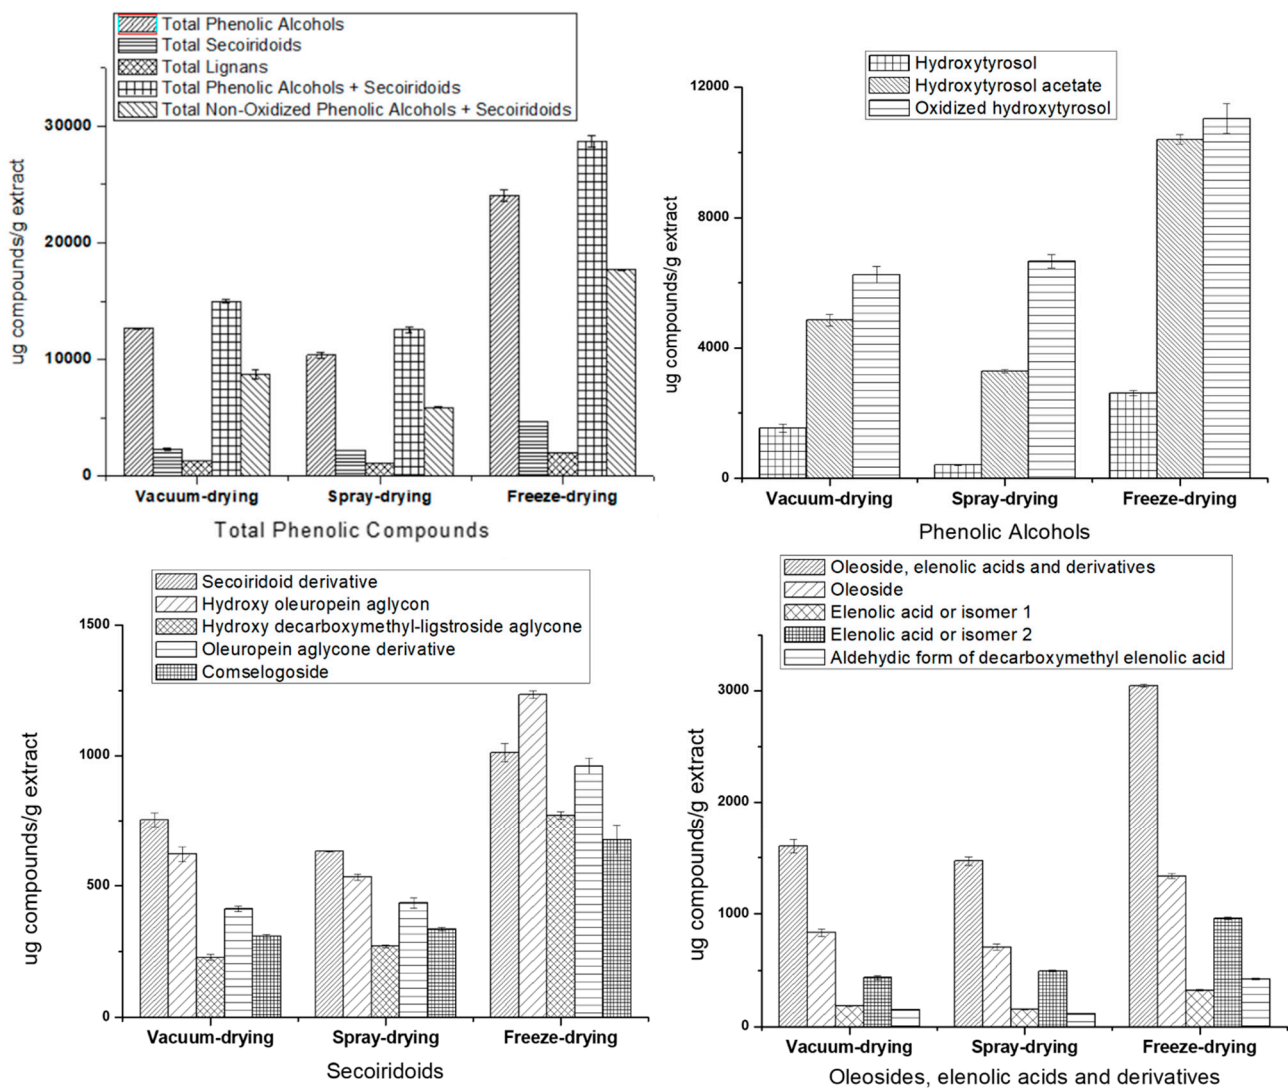 Total Phenolic Alcohols
Total Secoiridoids
Total Lignans
Total Phenolic Alcohols + Secoiridoids
Total Non-Oxidized Phenolic Alcohols + Secoiridoids
ug compounds/g extract
30000
20000
10000
0
Vacuum-drying
Spray-drying
Freeze-drying
Total Phenolic Compounds
Hydroxytyrosol
Hydroxytyrosol acetate
Oxidized hydroxytyrosol
ug compounds/g extract
12000
8000
4000
0
Vacuum-drying
Spray-drying
Freeze-drying
Phenolic Alcohols
Secoiridoid derivative
Hydroxy oleuropein aglycon
Hydroxy decarboxymethyl-ligstroside aglycone
Oleuropein aglycone derivative
Comselogoside
ug compounds/g extract
1500
1000
500
0
Vacuum-drying
Spray-drying
Freeze-drying
Secoiridoids
Oleoside, elenolic acids and derivatives
Oleoside
Elenolic acid or isomer 1
Elenolic acid or isomer 2
Aldehydic form of decarboxymethyl elenolic acid
ug compounds/g extract
3000
2000
1000
0
Vacuum-drying
Spray-drying
Freeze-drying
Oleosides, elenolic acids and derivatives